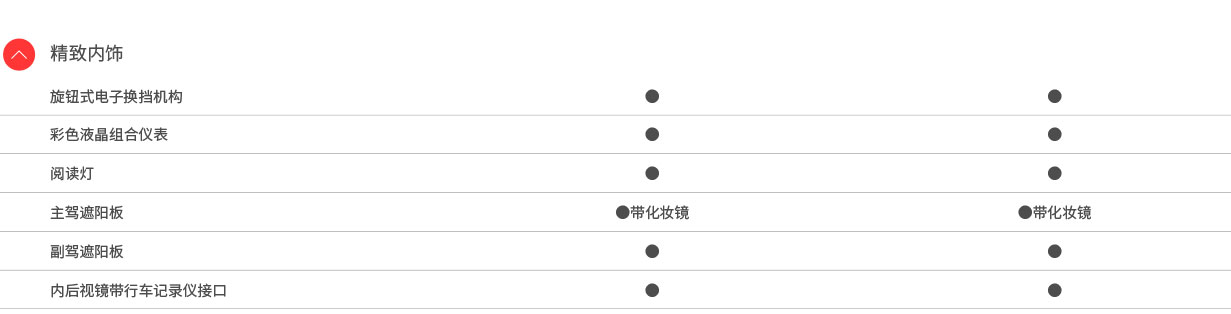 精致内饰
旋钮式电子换挡机构 ● ●
彩色液晶组合仪表 ● ●
阅读灯 ● ●
主驾遮阳板 ●带化妆镜 ●带化妆镜
副驾遮阳板 ● ●
内后视镜带行车记录仪接口 ● ●